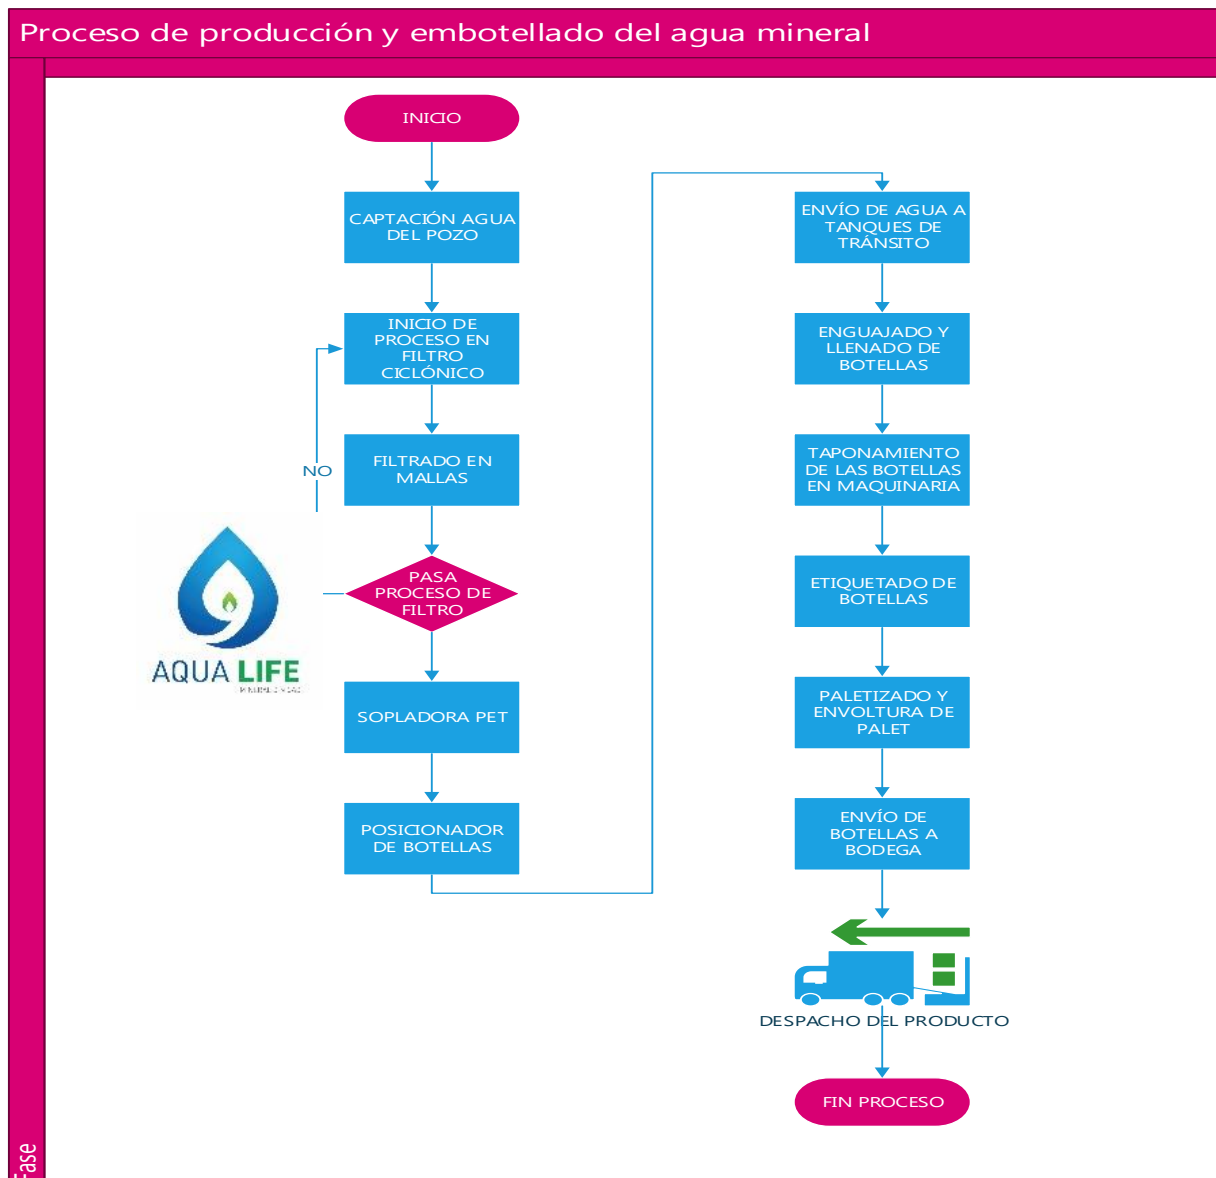 Proceso de producción y embotellado del agua mineral
INICIO
CAPTACIÓN AGUA
DEL POZO
INICIO DE
PROCESO EN
FILTRO
CICLÓNICO
NO
FILTRADO EN
MALLAS
PASA
PROCESO DE
FILTRO
AQUA LIFE
SOPLADORA PET
POSICIONADOR
DE BOTELLAS
ENVÍO DE AGUA A
TANQUES DE
TRÁNSITO
ENGUAJADO Y
LLENADO DE
BOTELLAS
TAPONAMIENTO
DE LAS BOTELLAS
EN MAQUINARIA
ETIQUETADO DE
BOTELLAS
PALETIZADO Y
ENVOLTURA DE
PALET
ENVÍO DE
BOTELLAS A
BODEGA
DESPACHO DEL PRODUCTO
FIN PROCESO
Fase